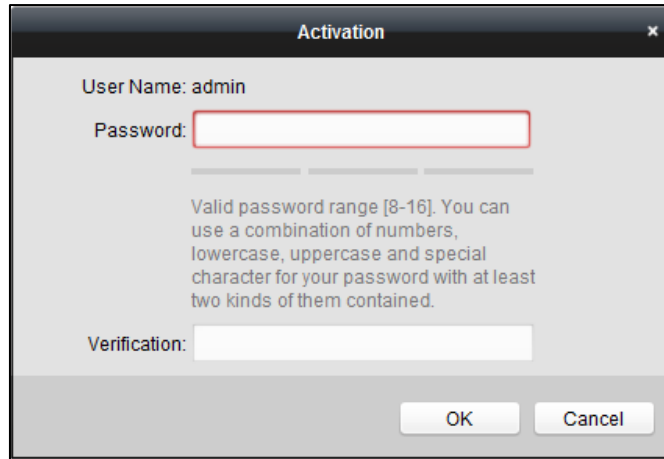 Activation
×
User Name: admin
Password:
Valid password range [8-16]. You can
use a combination of numbers,
lowercase, uppercase and special
character for your password with at least
two kinds of them contained.
Verification:
OK
Cancel